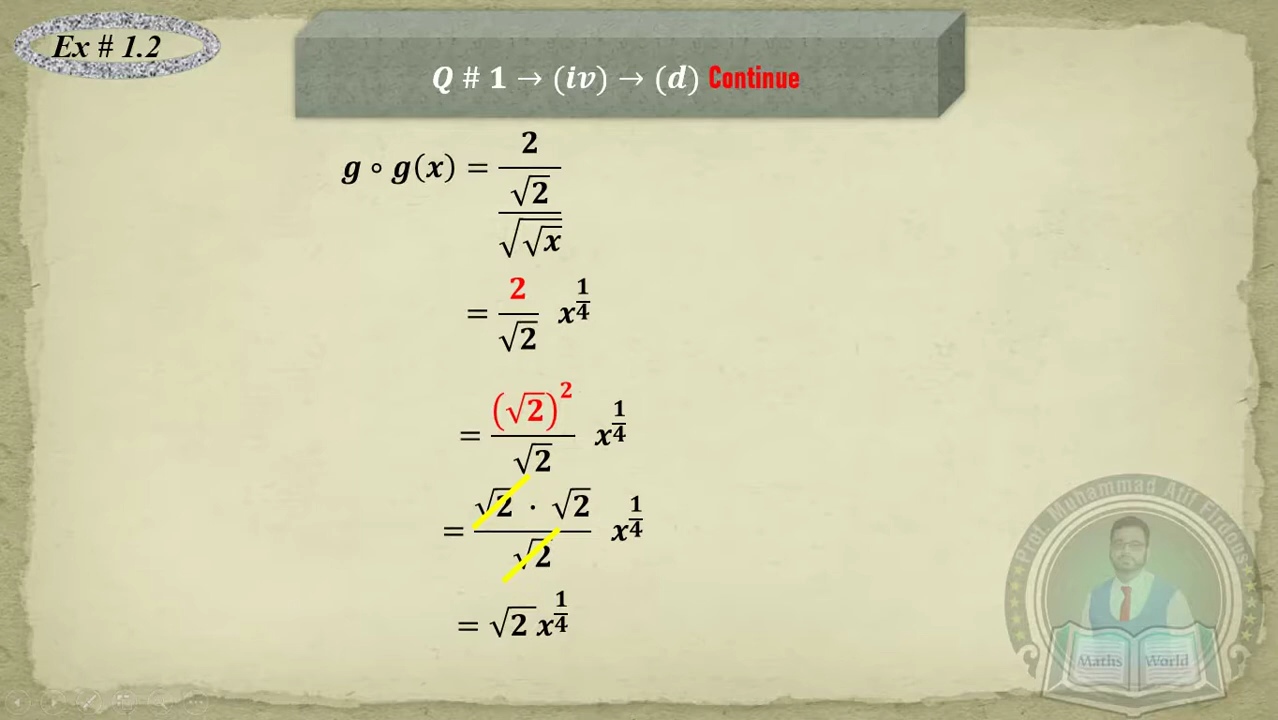 Ex # 1.2
Q # 1 → (iv) → (d) Continue
g ∘ g(x) = 2 / (√2 / √√x)
= 2/√2 x^(1/4)
= (√2)^2/√2 x^(1/4)
= √2 · √2/√2 x^(1/4)
= √2 x^(1/4)
Prof. Muhammad Atif Firdous
Maths World